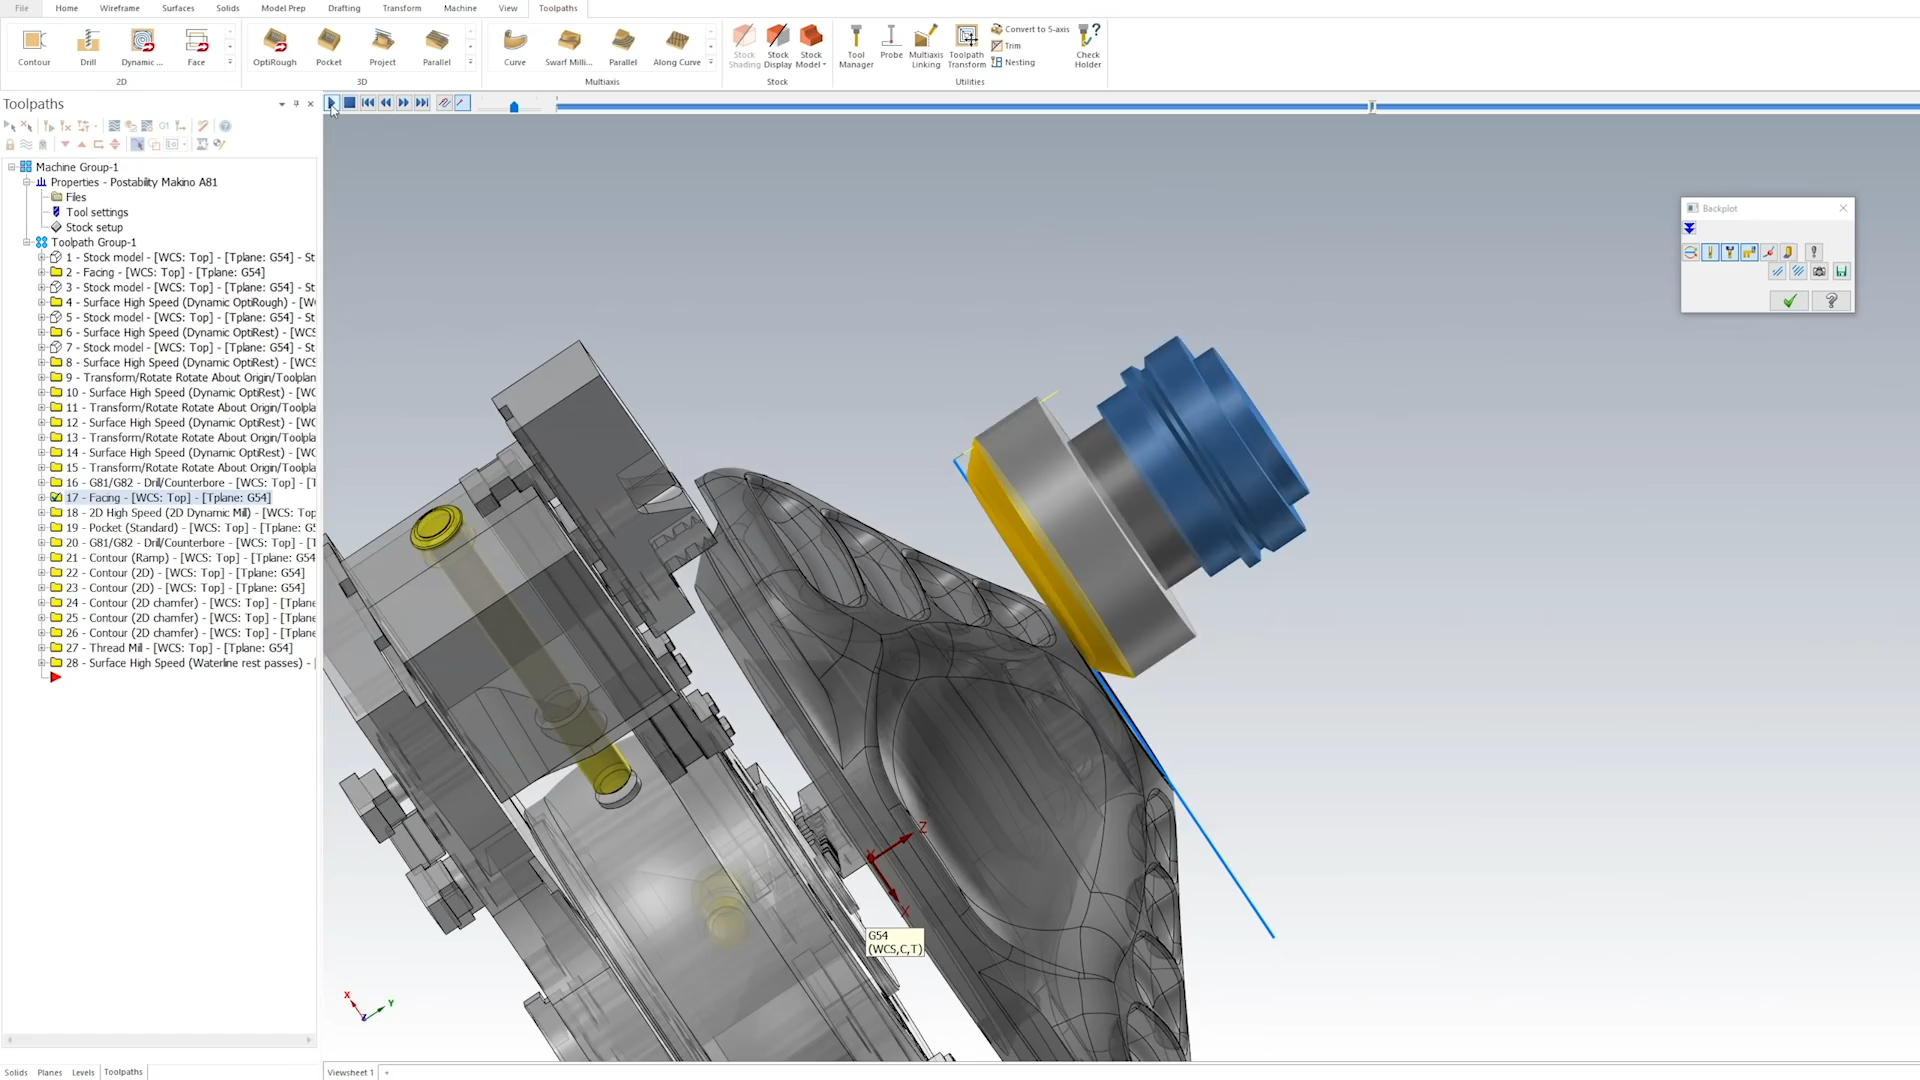 File Home Wireframe Surfaces Solids Model Prep Drafting Transform Machine View Toolpaths
Contour Drill Dynamic ... Face
2D
OptiRough Pocket Project Parallel
3D
Curve Swarf Milli... Parallel Along Curve
Multiaxis
Stock Shading Stock Display Stock Model
Stock
Tool Manager Probe Multiaxis Linking Toolpath Transform
Convert to 5-axis
Trim
Nesting
Check Holder
Utilities
Toolpaths
G1
Machine Group-1
Properties - Postability Makino A81
Files
Tool settings
Stock setup
Toolpath Group-1
1 - Stock model - [WCS: Top] - [Tplane: G54] - St
2 - Facing - [WCS: Top] - [Tplane: G54]
3 - Stock model - [WCS: Top] - [Tplane: G54] - St
4 - Surface High Speed (Dynamic OptiRough) - [W
5 - Stock model - [WCS: Top] - [Tplane: G54] - St
6 - Surface High Speed (Dynamic OptiRest) - [WCS
7 - Stock model - [WCS: Top] - [Tplane: G54] - St
8 - Surface High Speed (Dynamic OptiRest) - [WCS
9 - Transform/Rotate Rotate About Origin/Toolplan
10 - Surface High Speed (Dynamic OptiRest) - [WC
11 - Transform/Rotate Rotate About Origin/Toolpla
12 - Surface High Speed (Dynamic OptiRest) - [WC
13 - Transform/Rotate Rotate About Origin/Toolpla
14 - Surface High Speed (Dynamic OptiRest) - [WC
15 - Transform/Rotate Rotate About Origin/Toolpla
16 - G81/G82 - Drill/Counterbore - [WCS: Top] - [T
17 - Facing - [WCS: Top] - [Tplane: G54]
18 - 2D High Speed (2D Dynamic Mill) - [WCS: Top
19 - Pocket (Standard) - [WCS: Top] - [Tplane: G5
20 - G81/G82 - Drill/Counterbore - [WCS: Top] - [T
21 - Contour (Ramp) - [WCS: Top] - [Tplane: G54
22 - Contour (2D) - [WCS: Top] - [Tplane: G54]
23 - Contour (2D) - [WCS: Top] - [Tplane: G54]
24 - Contour (2D chamfer) - [WCS: Top] - [Tplane
25 - Contour (2D chamfer) - [WCS: Top] - [Tplane
26 - Contour (2D chamfer) - [WCS: Top] - [Tplane
27 - Thread Mill - [WCS: Top] - [Tplane: G54]
28 - Surface High Speed (Waterline rest passes) - [
Backplot
Z
X
G54
(WCS,C,T)
X
Y
Z
Solids Planes Levels Toolpaths
Viewsheet 1 +